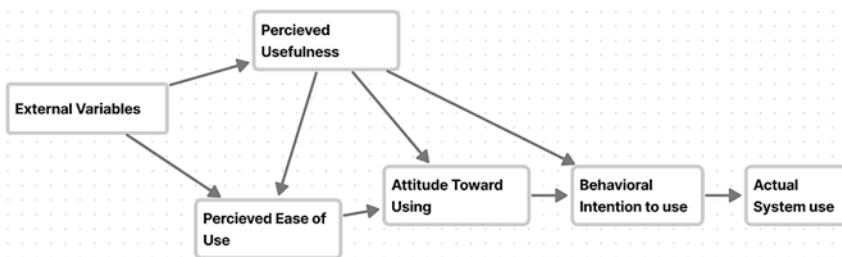 Percieved
Usefulness
External Variables
Attitude Toward
Using
Behavioral
Intention to use
Actual
System use
Percieved Ease of
Use